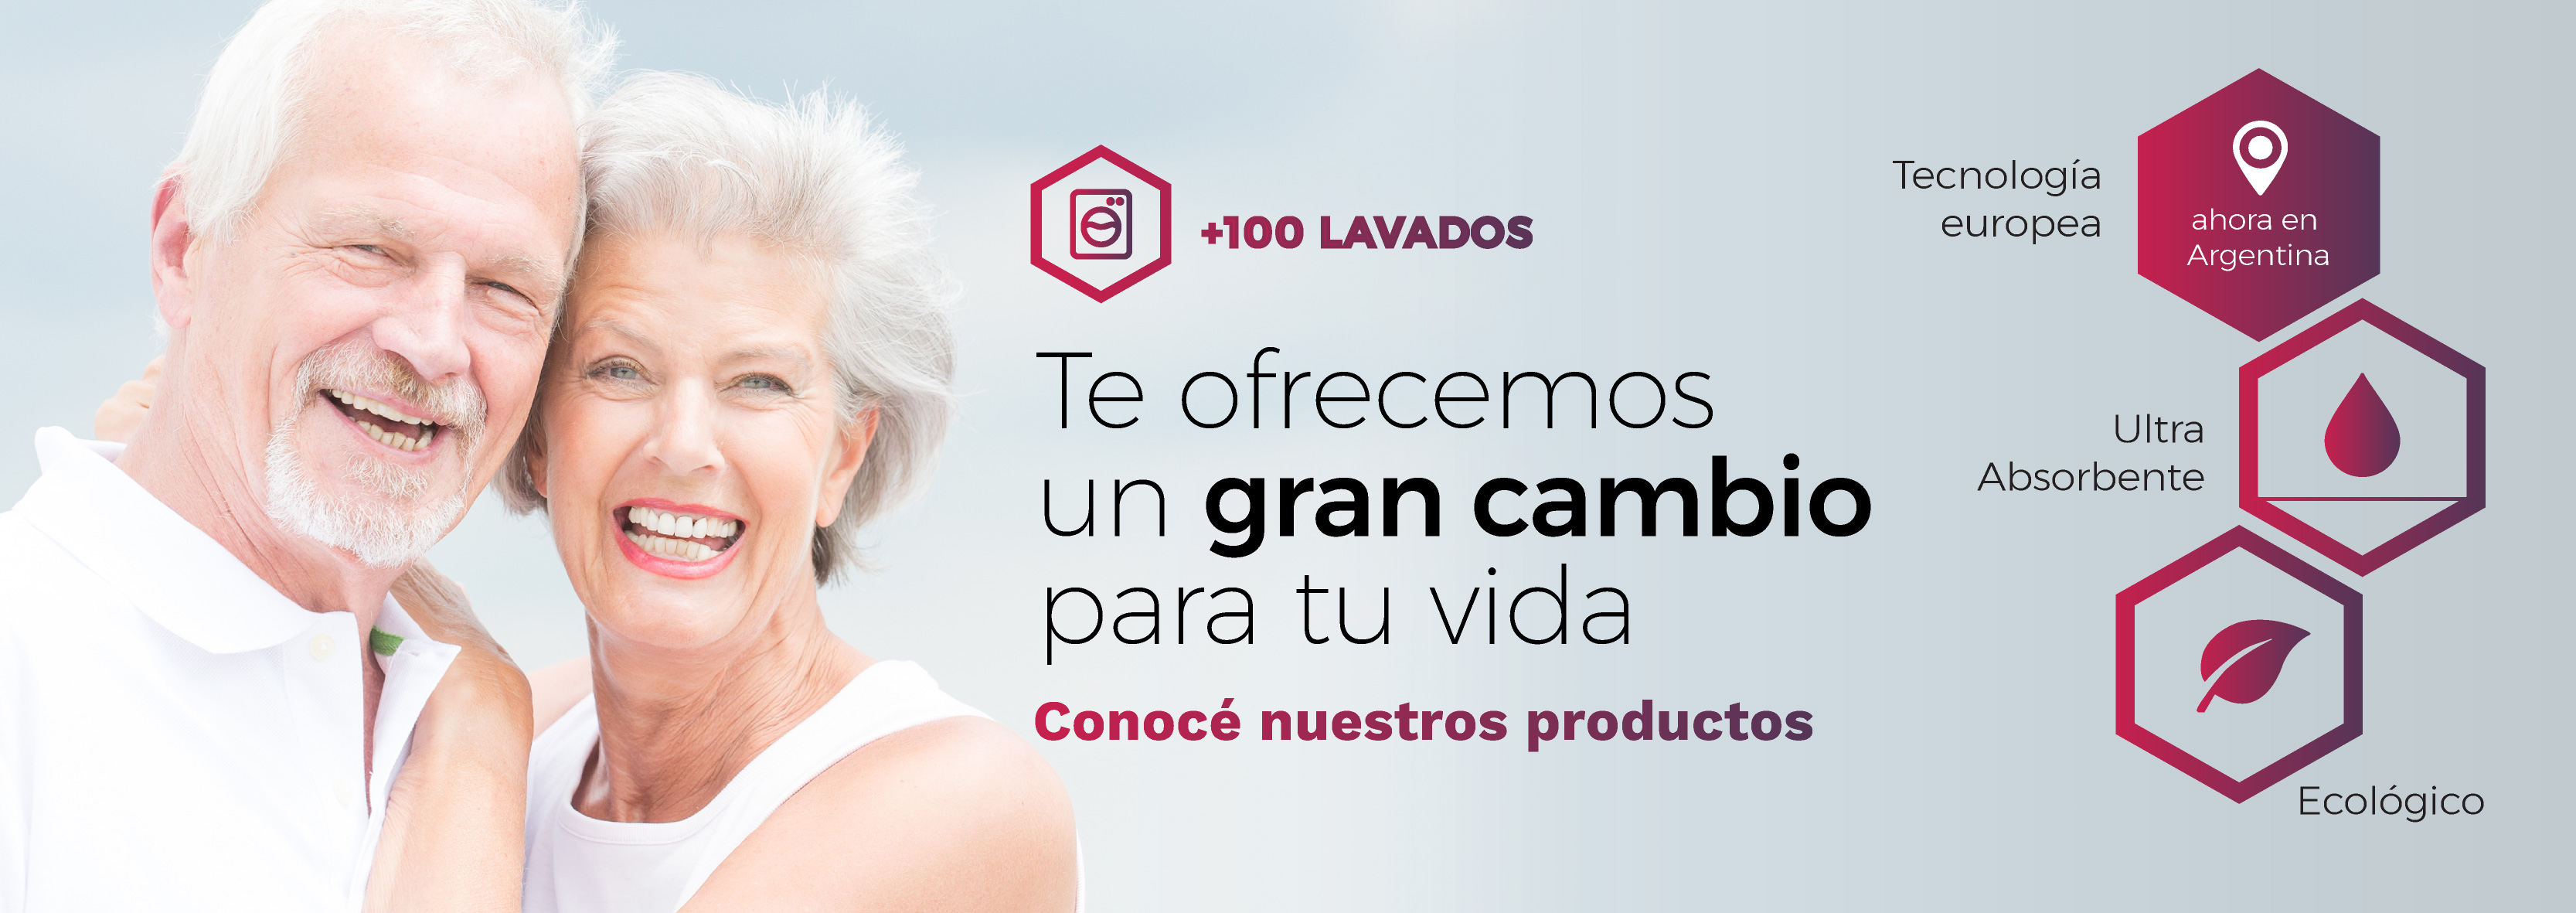 +100 LAVADOS
Te ofrecemos
un gran cambio
para tu vida
Conocé nuestros productos
Tecnología
europea
ahora en
Argentina
Ultra
Absorbente
Ecológico